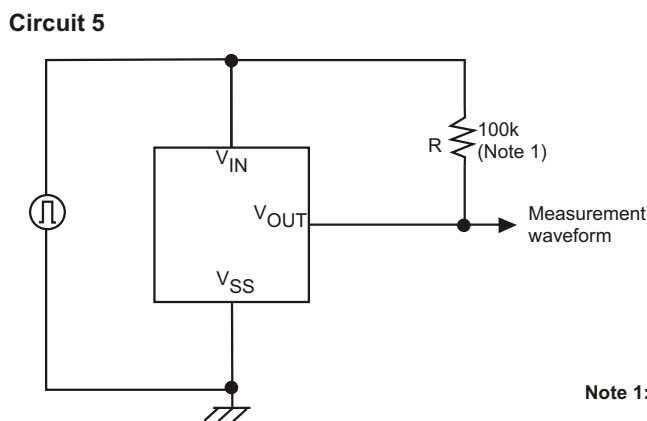 Circuit 5
VIN
R
100k
(Note 1)
VOUT
Measurement
waveform
VSS
Note 1: